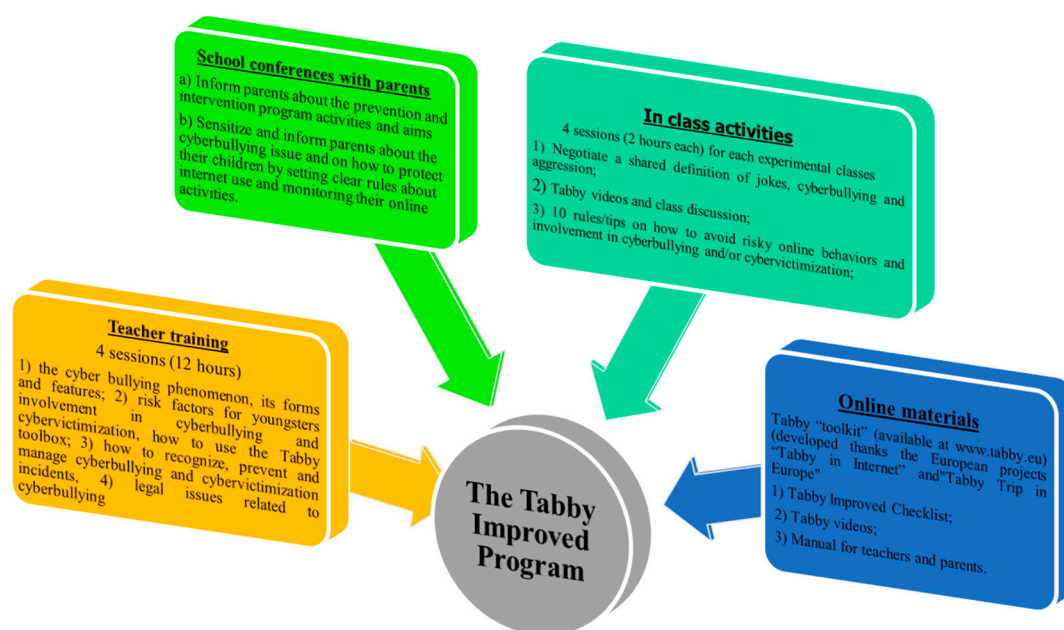 School conferences with parents
a) Inform parents about the prevention and
intervention program activities and aims
b) Sensitize and inform parents about the
cyberbullying issue and on how to protect
their children by setting clear rules about
internet use and monitoring their online
activities.
In class activities
4 sessions (2 hours each) for each experimental classes
1) Negotiate a shared definition of jokes, cyberbullying and
aggression;
2) Tabby videos and class discussion;
3) 10 rules/tips on how to avoid risky online behaviors and
involvement in cyberbullying and/or cybervictimization;
Teacher training
4 sessions (12 hours)
1) the cyber bullying phenomenon, its forms
and features; 2) risk factors for youngsters
involvement in cyberbullying and
cybervictimization, how to use the Tabby
toolbox; 3) how to recognize, prevent and
manage cyberbullying and cybervictimization
incidents, 4) legal issues related to
cyberbullying
Online materials
Tabby “toolkit” (available at www.tabby.eu)
(developed thanks the European projects
“Tabby in Internet” and"Tabby Trip in
Europe"
1) Tabby Improved Checklist;
2) Tabby videos;
3) Manual for teachers and parents.
The Tabby
Improved
Program